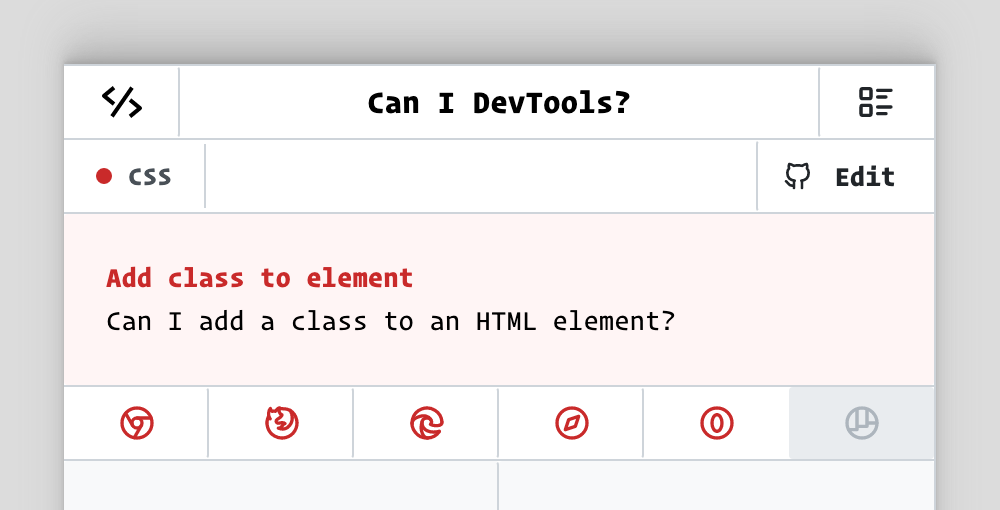 Can I DevTools?
CSS
Edit
Add class to element
Can I add a class to an HTML element?